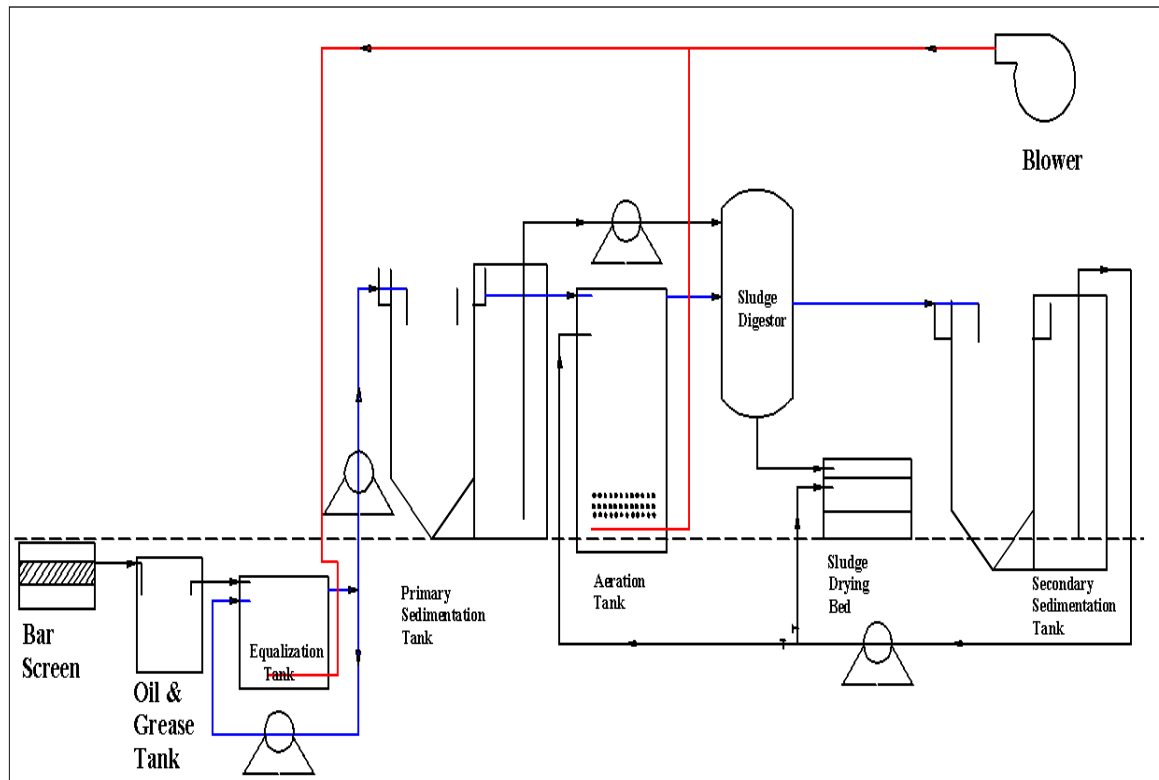 Blower
Sludge
Digestor
Primary
Sedimentation
Tank
Aeration
Tank
Sludge
Drying
Bed
Secondary
Sedimentation
Tank
Bar
Screen
Equalization
Tank
Oil &
Grease
Tank